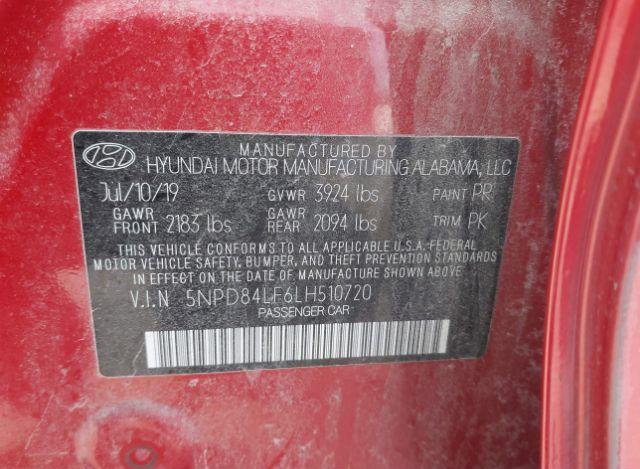 MANUFACTURED BY
HYUNDAI MOTOR MANUFACTURING ALABAMA, LLC
Jul/10/19 GVWR 3924 lbs PAINT PR
GAWR FRONT 2183 lbs GAWR REAR 2094 lbs TRIM PK
THIS VEHICLE CONFORMS TO ALL APPLICABLE U.S.A. FEDERAL
MOTOR VEHICLE SAFETY, BUMPER, AND THEFT PREVENTION STANDARDS
IN EFFECT ON THE DATE OF MANUFACTURE SHOWN ABOVE.
V.I.N 5NPD84LF6LH510720
PASSENGER CAR